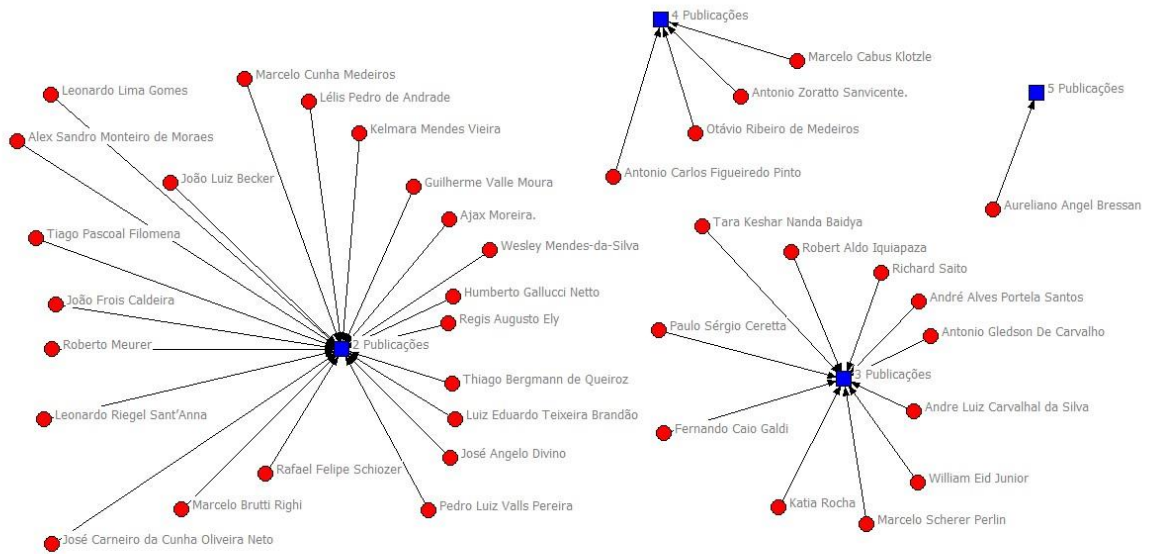 4 Publicações
Marcelo Cabus Klotzle
Antonio Zoratto Sanvicente.
Otávio Ribeiro de Medeiros
Antonio Carlos Figueiredo Pinto
5 Publicações
Aureliano Angel Bressan
Marcelo Cunha Medeiros
Leonardo Lima Gomes
Lélis Pedro de Andrade
Alex Sandro Monteiro de Moraes
Kelmara Mendes Vieira
João Luiz Becker
Guilherme Valle Moura
Ajax Moreira.
Tiago Pascoal Filomena
Wesley Mendes-da-Silva
João Frois Caldeira
Humberto Gallucci Netto
Regis Augusto Ely
Roberto Meurer
2 Publicações
Thiago Bergmann de Queiroz
Leonardo Riegel Sant'Anna
Luiz Eduardo Teixeira Brandão
José Angelo Divino
Rafael Felipe Schiozer
Marcelo Brutti Righi
Pedro Luiz Valls Pereira
José Carneiro da Cunha Oliveira Neto
Tara Keshar Nanda Baidya
Robert Aldo Iquiapaza
Richard Saito
André Alves Portela Santos
Paulo Sérgio Ceretta
Antonio Gledson De Carvalho
3 Publicações
Andre Luiz Carvalhal da Silva
Fernando Caio Galdi
William Eid Junior
Katia Rocha
Marcelo Scherer Perlin